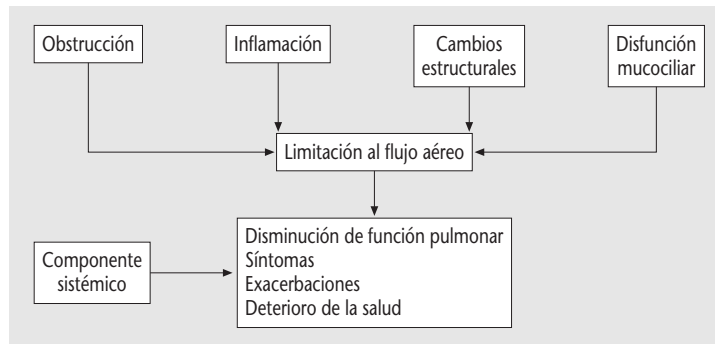 Obstrucción
Inflamación
Cambios
estructurales
Disfunción
mucociliar
Limitación al flujo aéreo
Componente
sistémico
Disminución de función pulmonar
Síntomas
Exacerbaciones
Deterioro de la salud